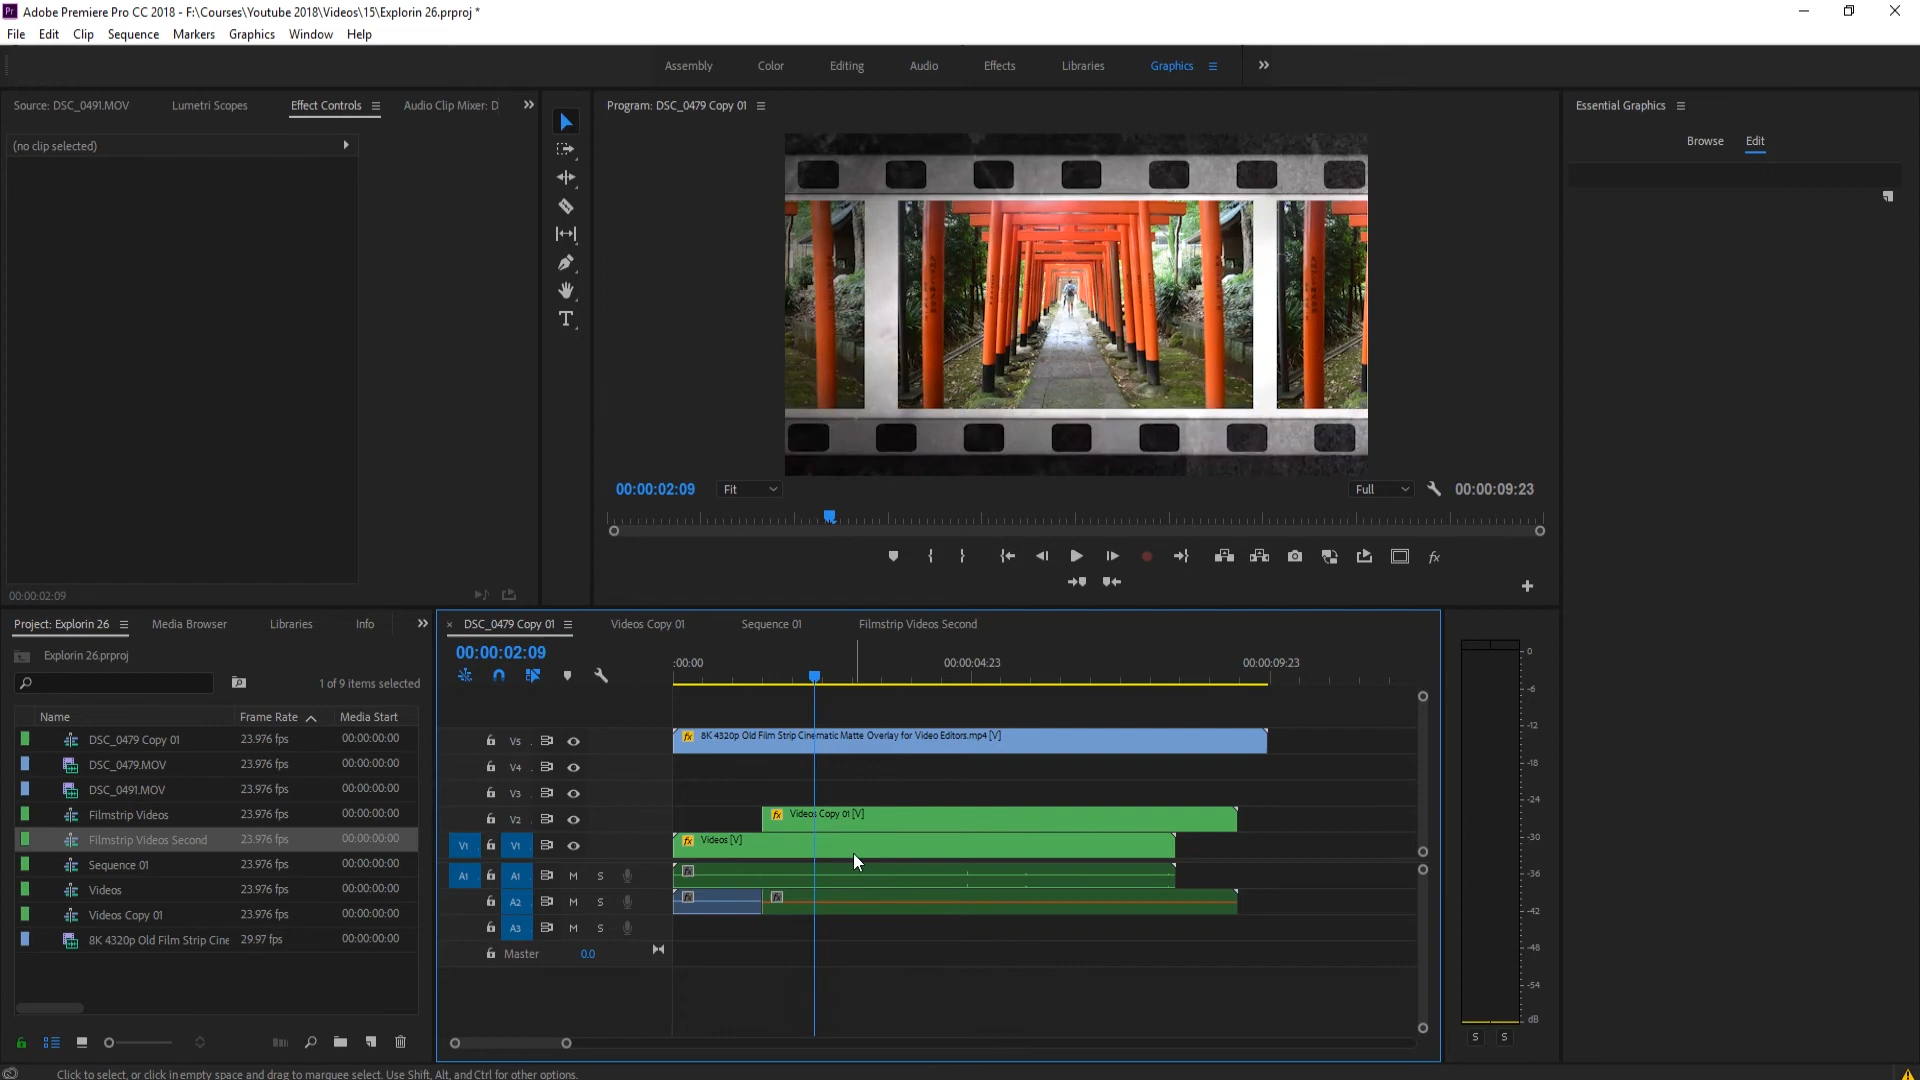 Pr Adobe Premiere Pro CC 2018 - F:\Courses\Youtube 2018\Videos\15\Explorin 26.prproj *
File Edit Clip Sequence Markers Graphics Window Help
Assembly Color Editing Audio Effects Libraries Graphics
Source: DSC_0491.MOV Lumetri Scopes Effect Controls Audio Clip Mixer: D
Program: DSC_0479 Copy 01
Essential Graphics
(no clip selected)
Browse Edit
T
00:00:02:09 Fit Full 00:00:09:23
fx
00:00:02:09
Project: Explorin 26 Media Browser Libraries Info
DSC_0479 Copy 01 Videos Copy 01 Sequence 01 Filmstrip Videos Second
Explorin 26.prproj
00:00:02:09
:00:00 00:00:04:23 00:00:09:23
1 of 9 items selected
Name Frame Rate Media Start
DSC_0479 Copy 01 23.976 fps 00:00:00:00
DSC_0479.MOV 23.976 fps 00:00:00:00
DSC_0491.MOV 23.976 fps 00:00:00:00
Filmstrip Videos 23.976 fps 00:00:00:00
Filmstrip Videos Second 23.976 fps 00:00:00:00
Sequence 01 23.976 fps 00:00:00:00
Videos 23.976 fps 00:00:00:00
Videos Copy 01 23.976 fps 00:00:00:00
8K 4320p Old Film Strip Cine 29.97 fps 00:00:00:00
V5 fx 8K 4320p Old Film Strip Cinematic Matte Overlay for Video Editors.mp4 [V]
V4
V3
V2 fx Videos Copy 01 [V]
V1 V1 fx Videos [V]
A1 A1 M S fx
A2 M S fx fx
A3 M S
Master 0.0
0
-6
-12
-18
-24
-30
-36
-42
-48
-54
dB
S S
Click to select, or click in empty space and drag to marquee select. Use Shift, Alt, and Ctrl for other options.